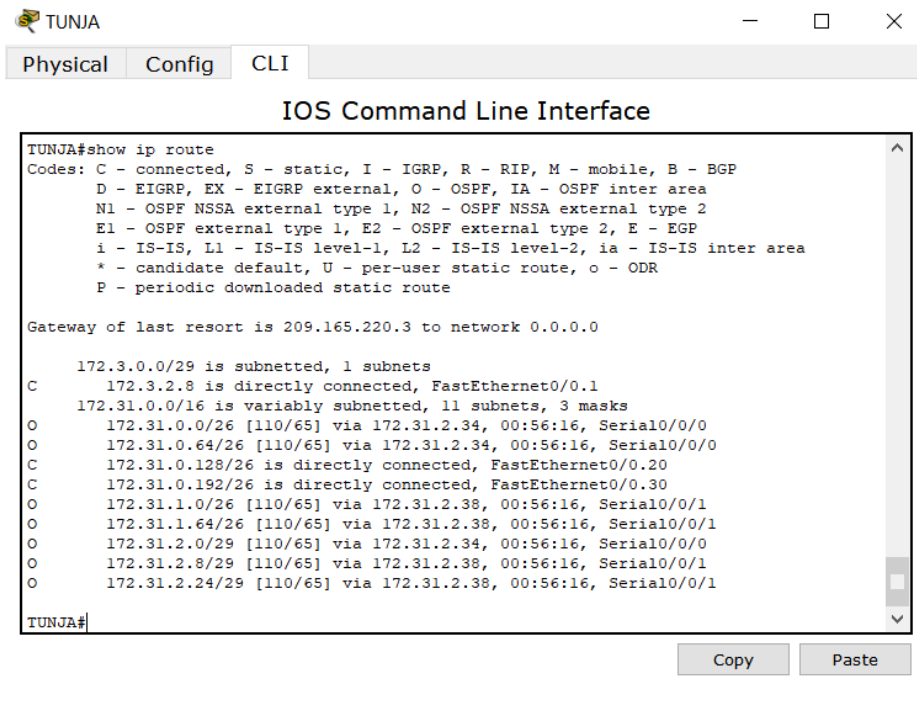 TUNJA
Physical Config CLI
IOS Command Line Interface
TUNJA#show ip route
Codes: C - connected, S - static, I - IGRP, R - RIP, M - mobile, B - BGP
D - EIGRP, EX - EIGRP external, O - OSPF, IA - OSPF inter area
N1 - OSPF NSSA external type 1, N2 - OSPF NSSA external type 2
E1 - OSPF external type 1, E2 - OSPF external type 2, E - EGP
i - IS-IS, L1 - IS-IS level-1, L2 - IS-IS level-2, ia - IS-IS inter area
* - candidate default, U - per-user static route, o - ODR
P - periodic downloaded static route
Gateway of last resort is 209.165.220.3 to network 0.0.0.0
172.3.0.0/29 is subnetted, 1 subnets
C 172.3.2.8 is directly connected, FastEthernet0/0.1
172.31.0.0/16 is variably subnetted, 11 subnets, 3 masks
O 172.31.0.0/26 [110/65] via 172.31.2.34, 00:56:16, Serial0/0/0
O 172.31.0.64/26 [110/65] via 172.31.2.34, 00:56:16, Serial0/0/0
C 172.31.0.128/26 is directly connected, FastEthernet0/0.20
C 172.31.0.192/26 is directly connected, FastEthernet0/0.30
O 172.31.1.0/26 [110/65] via 172.31.2.38, 00:56:16, Serial0/0/1
O 172.31.1.64/26 [110/65] via 172.31.2.38, 00:56:16, Serial0/0/1
O 172.31.2.0/29 [110/65] via 172.31.2.34, 00:56:16, Serial0/0/0
O 172.31.2.8/29 [110/65] via 172.31.2.38, 00:56:16, Serial0/0/1
O 172.31.2.24/29 [110/65] via 172.31.2.38, 00:56:16, Serial0/0/1
TUNJA#
Copy Paste